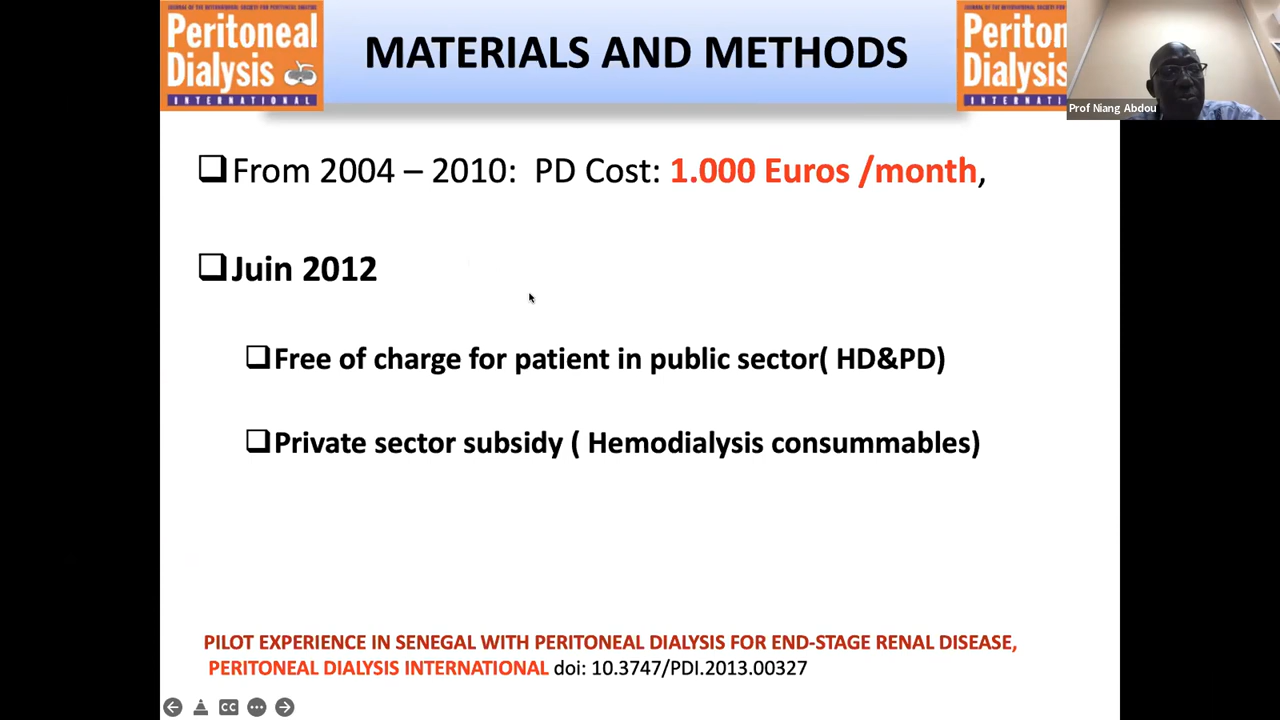 JOURNAL OF THE INTERNATIONAL SOCIETY FOR PERITONEAL DIALYSIS
Peritoneal
Dialysis
INTERNATIONAL
MATERIALS AND METHODS
Periton
Dialysis
INTERNATI
Prof Niang Abdou
From 2004 – 2010: PD Cost: 1.000 Euros /month,
Juin 2012
Free of charge for patient in public sector( HD&PD)
Private sector subsidy ( Hemodialysis consummables)
PILOT EXPERIENCE IN SENEGAL WITH PERITONEAL DIALYSIS FOR END-STAGE RENAL DISEASE,
PERITONEAL DIALYSIS INTERNATIONAL doi: 10.3747/PDI.2013.00327
CC